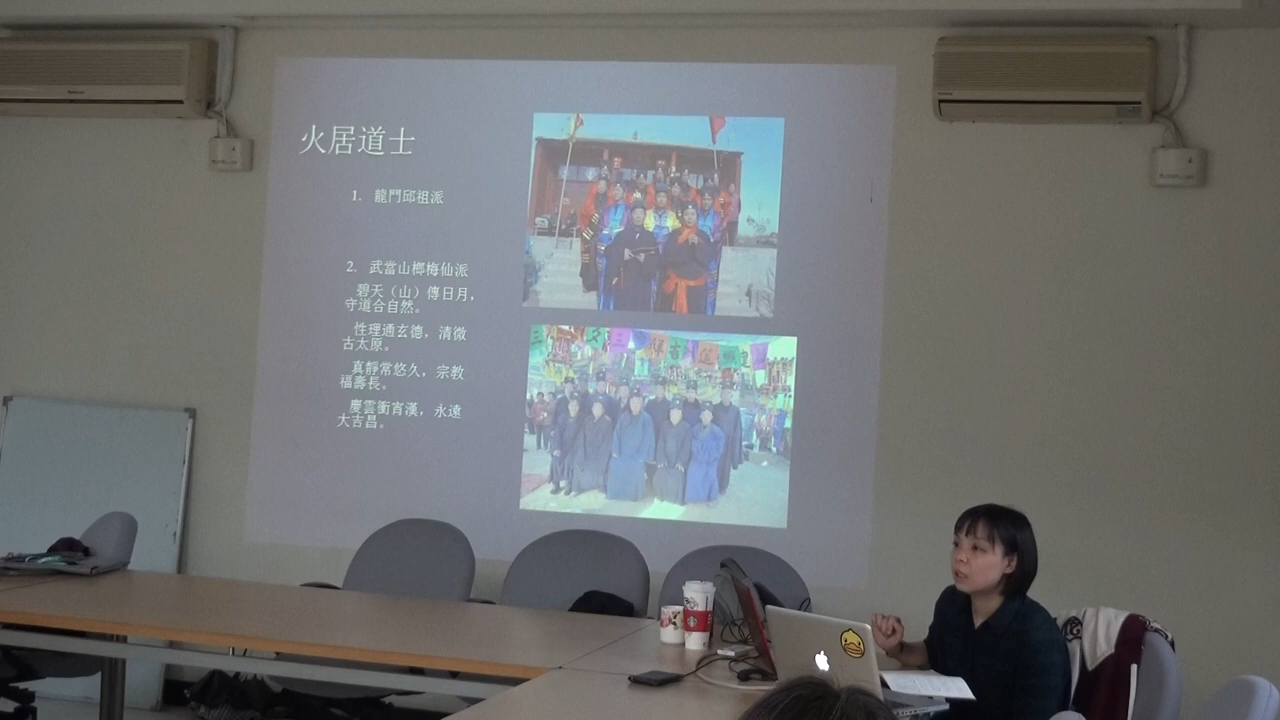 火居道士
1. 龍門邱祖派
2. 武當山榔梅仙派
碧天（山）傳日月，
守道合自然。
性理通玄德，清微
古太原。
真靜常悠久，宗教
福壽長。
慶雲衝宵漢，永遠
大吉昌。